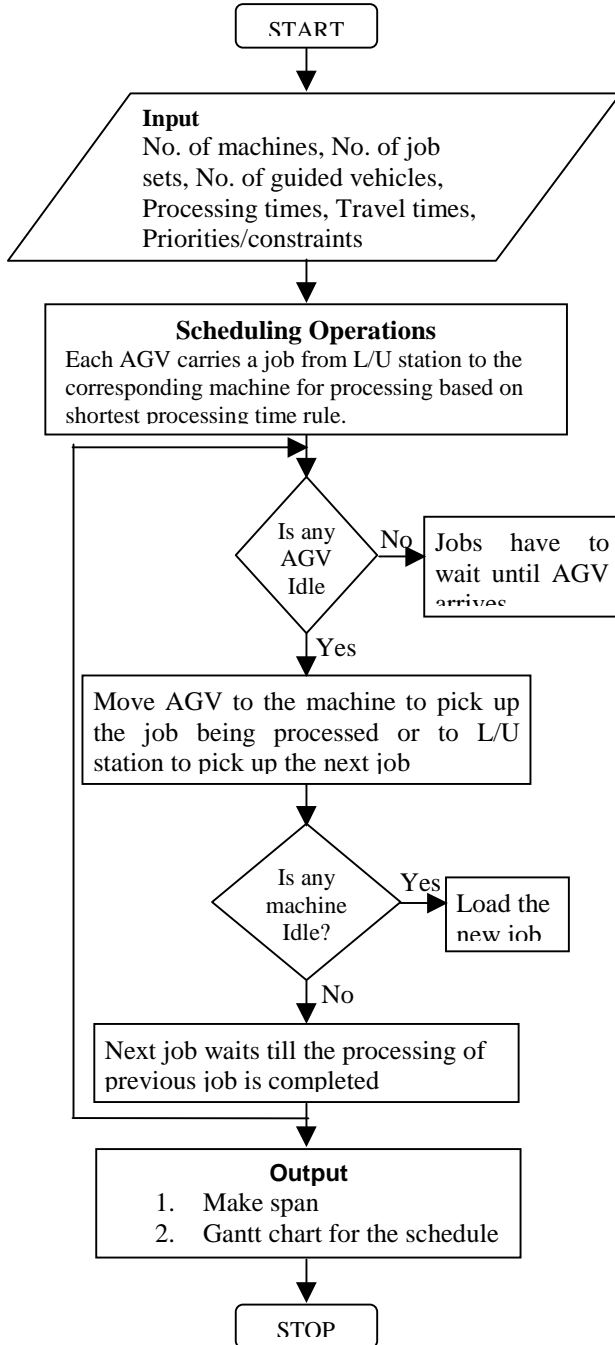 START
Input
No. of machines, No. of job
sets, No. of guided vehicles,
Processing times, Travel times,
Priorities/constraints
Scheduling Operations
Each AGV carries a job from L/U station to the
corresponding machine for processing based on
shortest processing time rule.
Is any
AGV
Idle
No
Jobs have to
wait until AGV
arrives
Yes
Move AGV to the machine to pick up
the job being processed or to L/U
station to pick up the next job
Is any
machine
Idle?
Yes
Load the
new job
No
Next job waits till the processing of
previous job is completed
Output
1. Make span
2. Gantt chart for the schedule
STOP